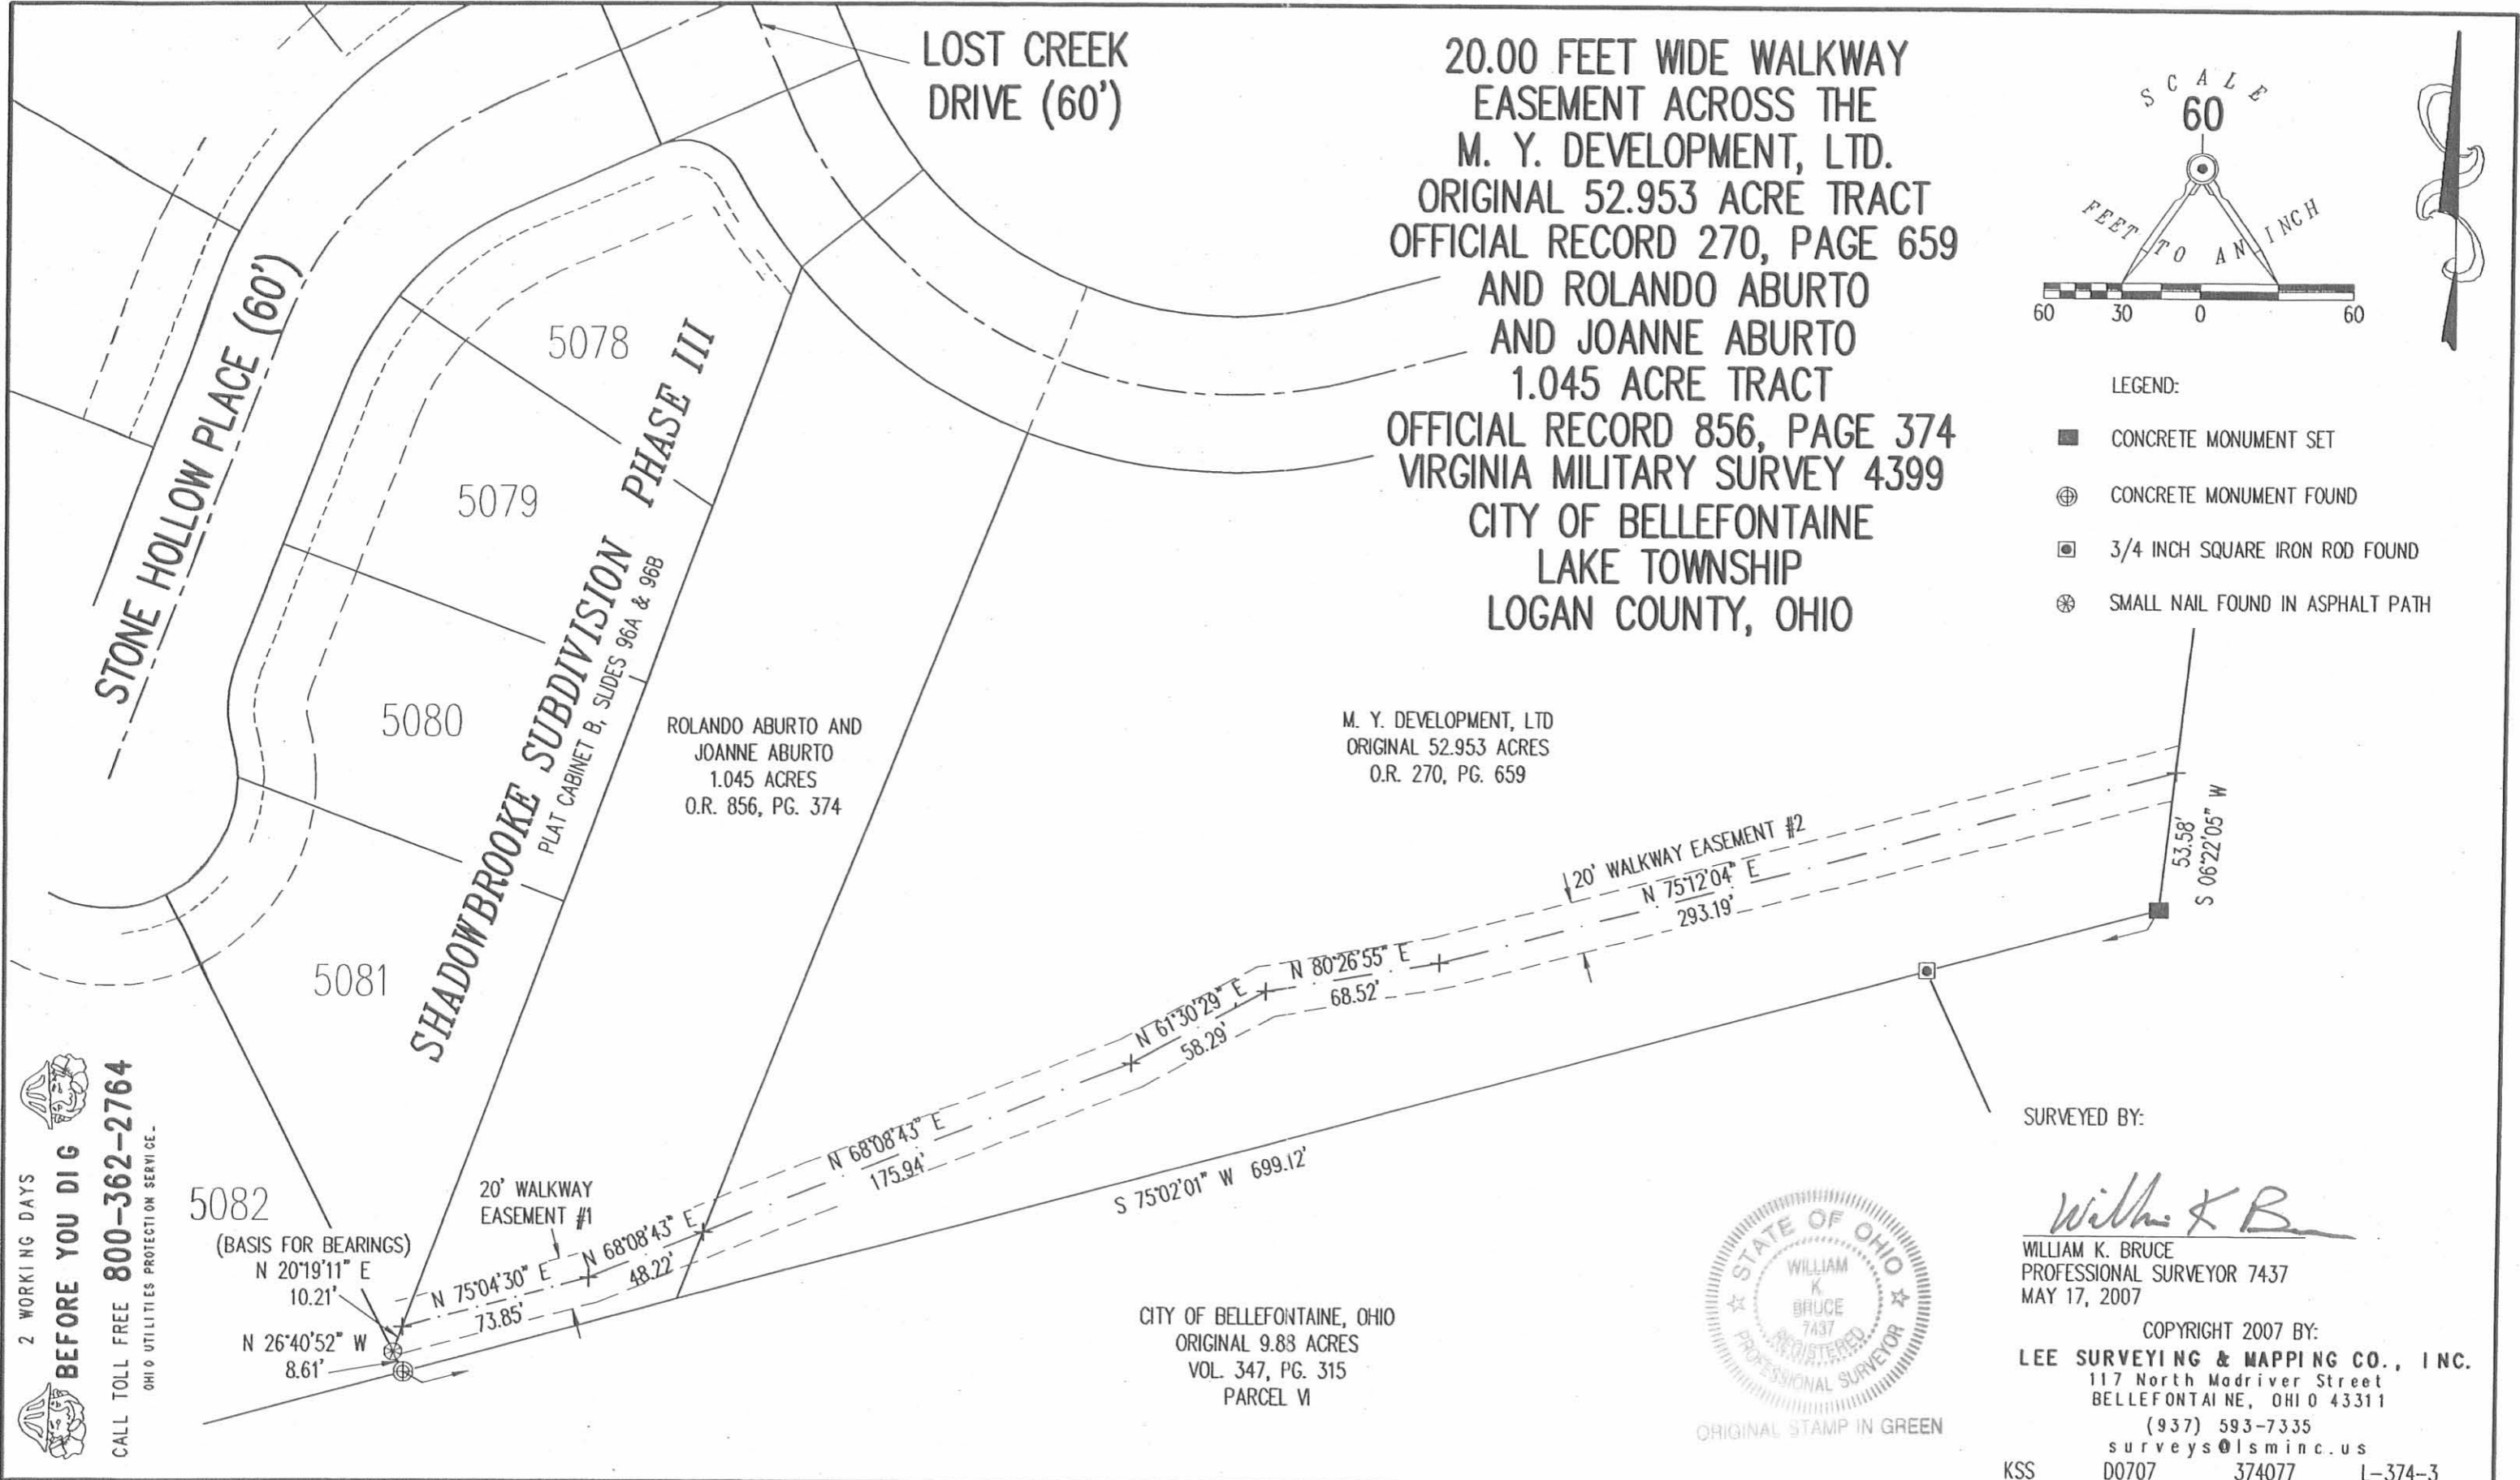 LOST CREEK
DRIVE (60')
20.00 FEET WIDE WALKWAY
EASEMENT ACROSS THE
M. Y. DEVELOPMENT, LTD.
ORIGINAL 52.953 ACRE TRACT
OFFICIAL RECORD 270, PAGE 659
AND ROLANDO ABURTO
AND JOANNE ABURTO
1.045 ACRE TRACT
OFFICIAL RECORD 856, PAGE 374
VIRGINIA MILITARY SURVEY 4399
CITY OF BELLEFONTAINE
LAKE TOWNSHIP
LOGAN COUNTY, OHIO
SCALE
60
FEET TO AN INCH
60 30 0 60
LEGEND:
CONCRETE MONUMENT SET
CONCRETE MONUMENT FOUND
3/4 INCH SQUARE IRON ROD FOUND
SMALL NAIL FOUND IN ASPHALT PATH
STONE HOLLOW PLACE (60')
5078
5079
5080
5081
5082
SHADOWBROOKE SUBDIVISION PHASE III
PLAT CABINET B, SLIDES 96A & 96B
ROLANDO ABURTO AND
JOANNE ABURTO
1.045 ACRES
O.R. 856, PG. 374
M. Y. DEVELOPMENT, LTD
ORIGINAL 52.953 ACRES
O.R. 270, PG. 659
53.58'
S 06°22'05" W
20' WALKWAY EASEMENT #2
N 75°12'04" E
293.19'
N 80°26'55" E
68.52'
N 61°30'29" E
58.29'
N 68°08'43" E
175.94'
S 75°02'01" W 699.12'
20' WALKWAY
EASEMENT #1
N 68°08'43" E
48.22'
N 75°04'30" E
73.85'
(BASIS FOR BEARINGS)
N 20°19'11" E
10.21'
N 26°40'52" W
8.61'
2 WORKING DAYS
BEFORE YOU DIG
CALL TOLL FREE 800-362-2764
OHIO UTILITIES PROTECTION SERVICE.
CITY OF BELLEFONTAINE, OHIO
ORIGINAL 9.88 ACRES
VOL. 347, PG. 315
PARCEL VI
STATE OF OHIO
WILLIAM
K
BRUCE
7437
REGISTERED
PROFESSIONAL SURVEYOR
ORIGINAL STAMP IN GREEN
SURVEYED BY:
William K B
WILLIAM K. BRUCE
PROFESSIONAL SURVEYOR 7437
MAY 17, 2007
COPYRIGHT 2007 BY:
LEE SURVEYING & MAPPING CO., INC.
117 North Madriver Street
BELLEFONTAINE, OHIO 43311
(937) 593-7335
surveys@lsminc.us
KSS D0707 374077 L-374-3